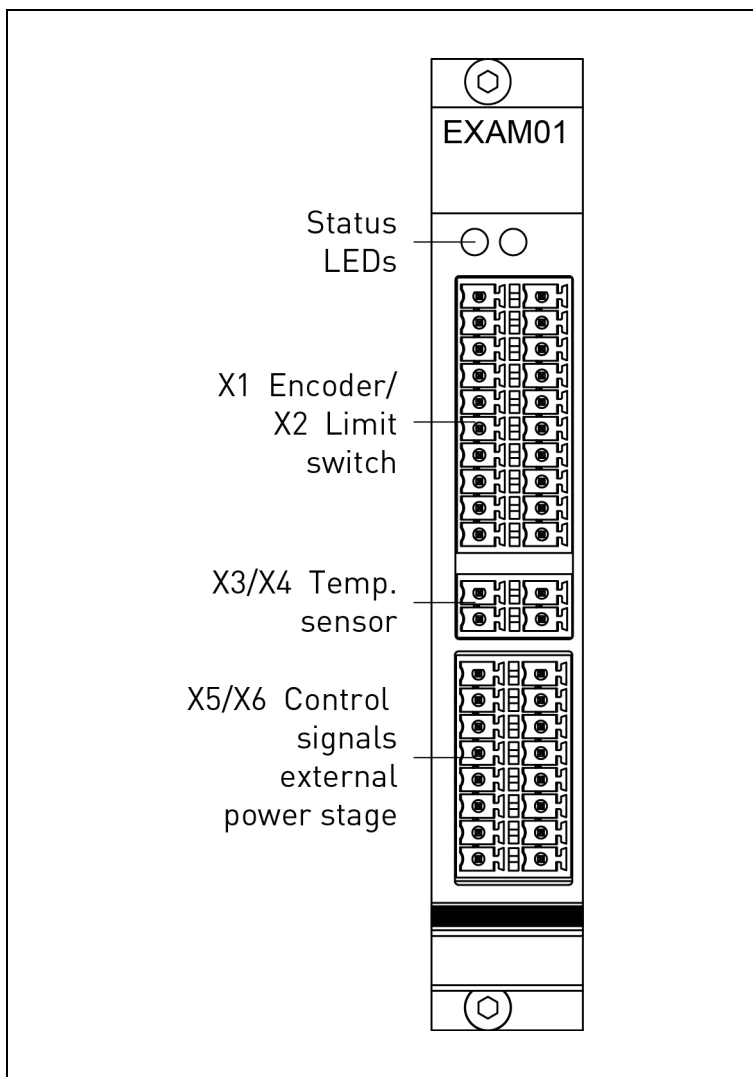 EXAM01
Status
LEDs
X1 Encoder/
X2 Limit
switch
X3/X4 Temp.
sensor
X5/X6 Control
signals
external
power stage